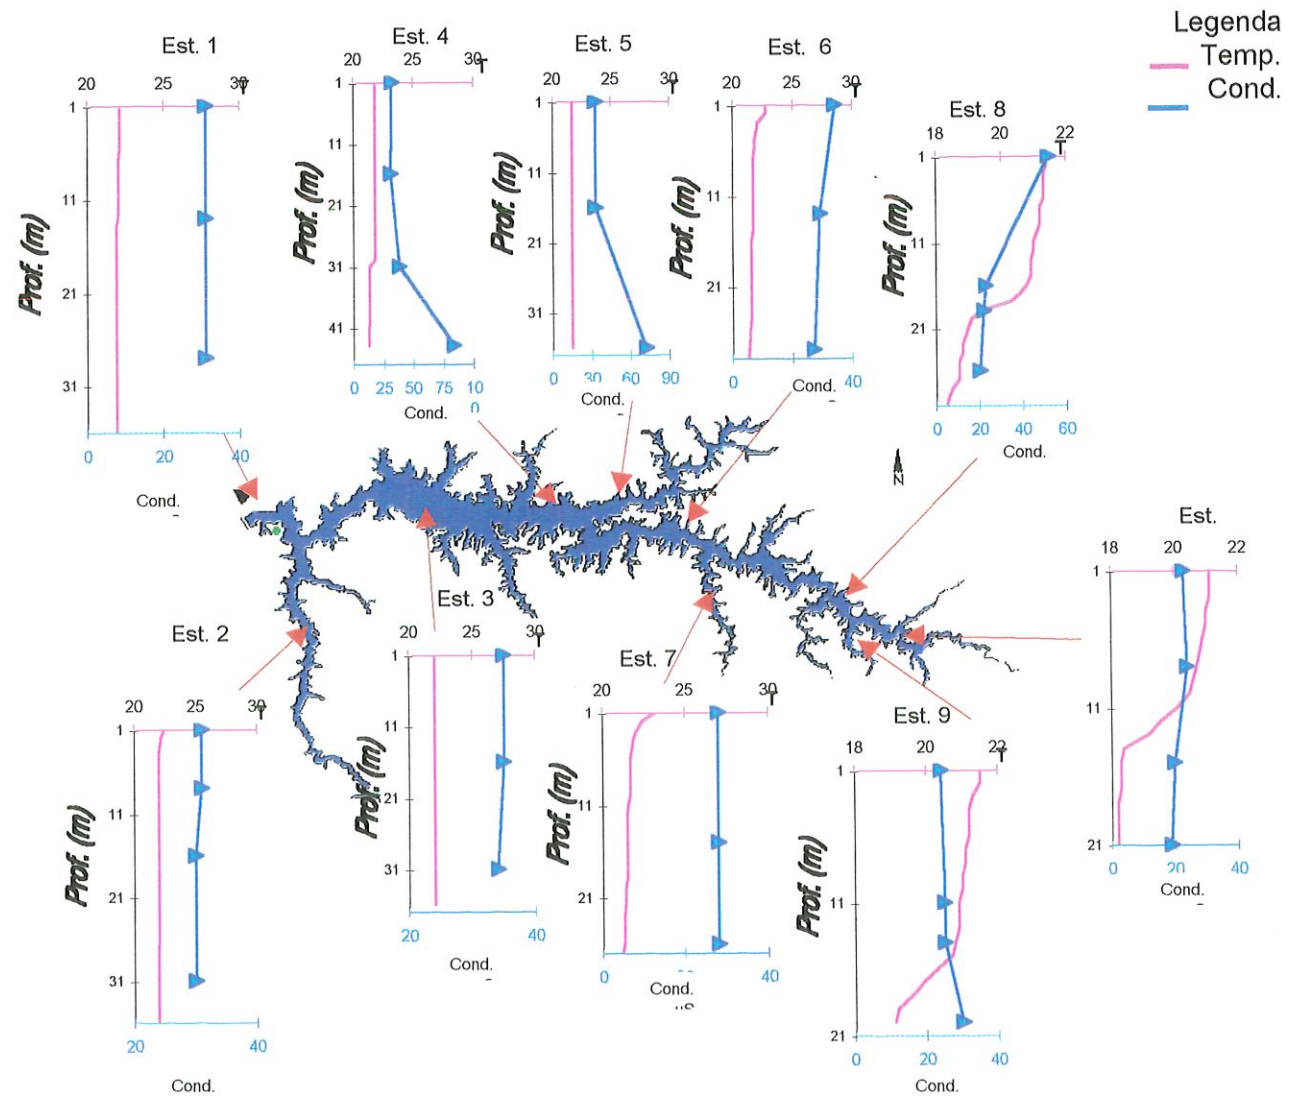 Legenda
Temp.
Cond.
Est. 1
20 25 30
T
1
11
21
31
Prof. (m)
0 20 40
Cond.
Est. 4
20 25 30
T
1
11
21
31
41
Prof. (m)
0 25 50 75 10
0
Cond.
Est. 5
20 25 30
T
1
11
21
31
Prof. (m)
0 30 60 90
Cond.
Est. 6
20 25 30
T
1
11
21
Prof. (m)
0 40
Cond.
Est. 8
18 20 22
T
1
11
21
Prof. (m)
0 20 40 60
Cond.
N
Est. 2
20 25 30
T
1
11
21
31
Prof. (m)
20 40
Cond.
Est. 3
20 25 30
T
1
11
21
31
Prof. (m)
20 40
Cond.
Est. 7
20 25 30
T
1
11
21
Prof. (m)
0 40
Cond.
Est. 9
18 20 22
T
1
11
21
Prof. (m)
0 20 40
Cond.
Est.
18 20 22
1
11
21
0 20 40
Cond.